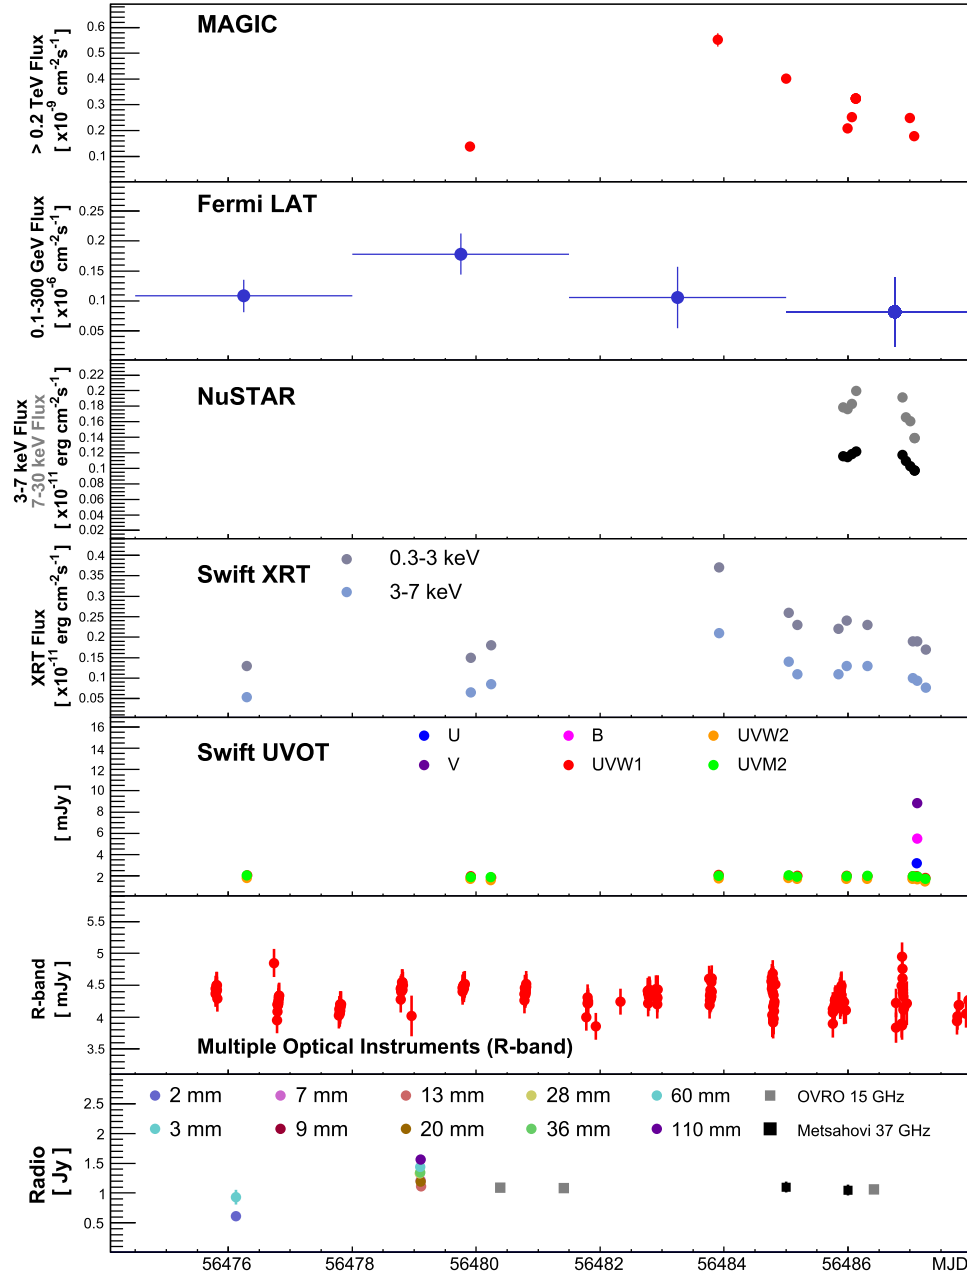 MAGIC
> 0.2 TeV Flux
[ x10-9 cm-2s-1]
0.6
0.5
0.4
0.3
0.2
0.1
Fermi LAT
0.1-300 GeV Flux
[ x10-6 cm-2s-1]
0.25
0.2
0.15
0.1
0.05
NuSTAR
3-7 keV Flux
7-30 keV Flux
[ x10-11 erg cm-2s-1]
0.22
0.2
0.18
0.16
0.14
0.12
0.1
0.08
0.06
0.04
0.02
Swift XRT
0.3-3 keV
3-7 keV
XRT Flux
[ x10-11 erg cm-2s-1]
0.4
0.35
0.3
0.25
0.2
0.15
0.1
0.05
Swift UVOT
U B UVW2
V UVW1 UVM2
[ mJy ]
16
14
12
10
8
6
4
2
R-band
[ mJy]
5.5
5
4.5
4
3.5
Multiple Optical Instruments (R-band)
2 mm 7 mm 13 mm 28 mm 60 mm OVRO 15 GHz
3 mm 9 mm 20 mm 36 mm 110 mm Metsahovi 37 GHz
Radio
[ Jy ]
2.5
2
1.5
1
0.5
56476 56478 56480 56482 56484 56486 MJD